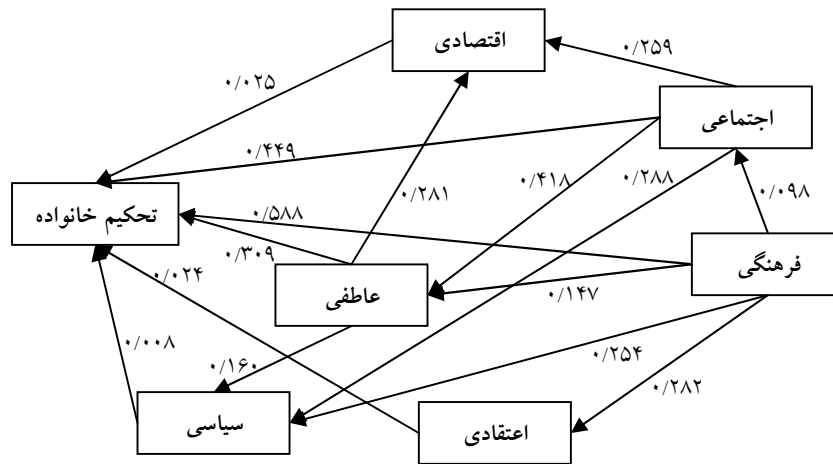 اقتصادی
۰/۲۵۹
۰/۰۲۵
اجتماعی
۰/۴۴۹
۰/۴۱۸
۰/۲۸۸
۰/۲۸۱
۰/۰۹۸
تحکیم خانواده
۰/۵۸۸
۰/۳۰۹
فرهنگی
۰/۰۲۴
عاطفی
۰/۱۴۷
۰/۰۰۸
۰/۱۶۰
۰/۲۵۴
۰/۲۸۲
سیاسی
اعتقادی